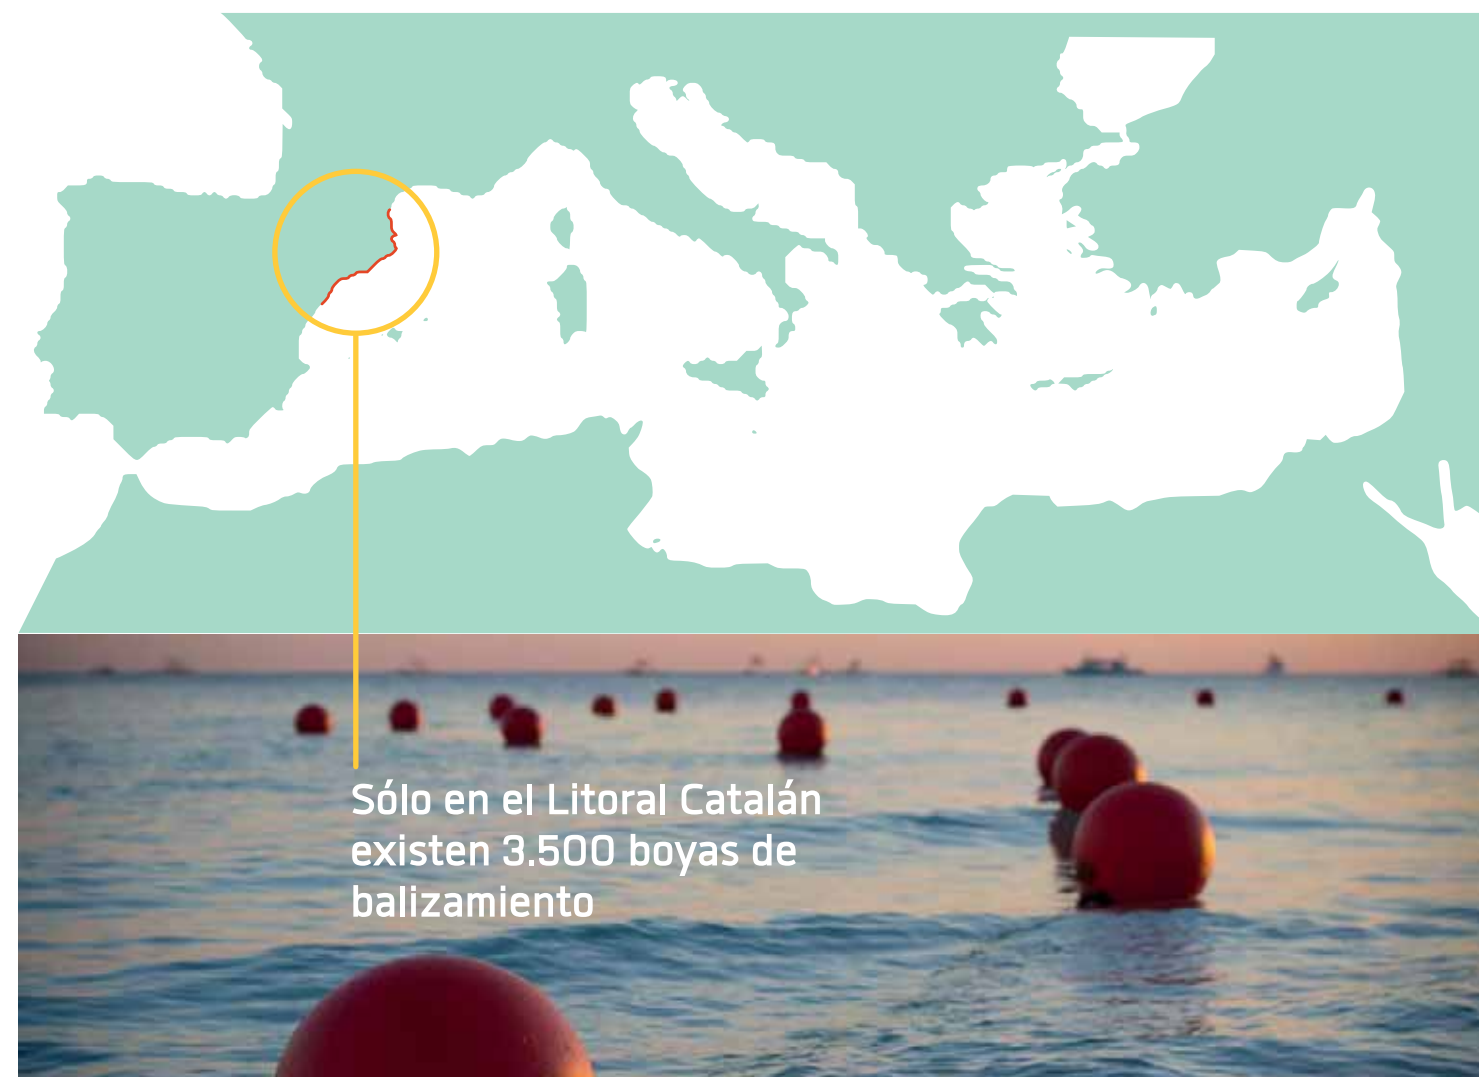 Sólo en el Litoral Catalán
existen 3.500 boyas de
balizamiento